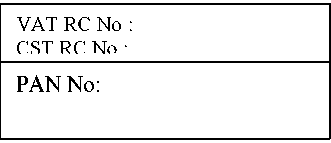 VAT RC No :
CST RC No :
PAN No: